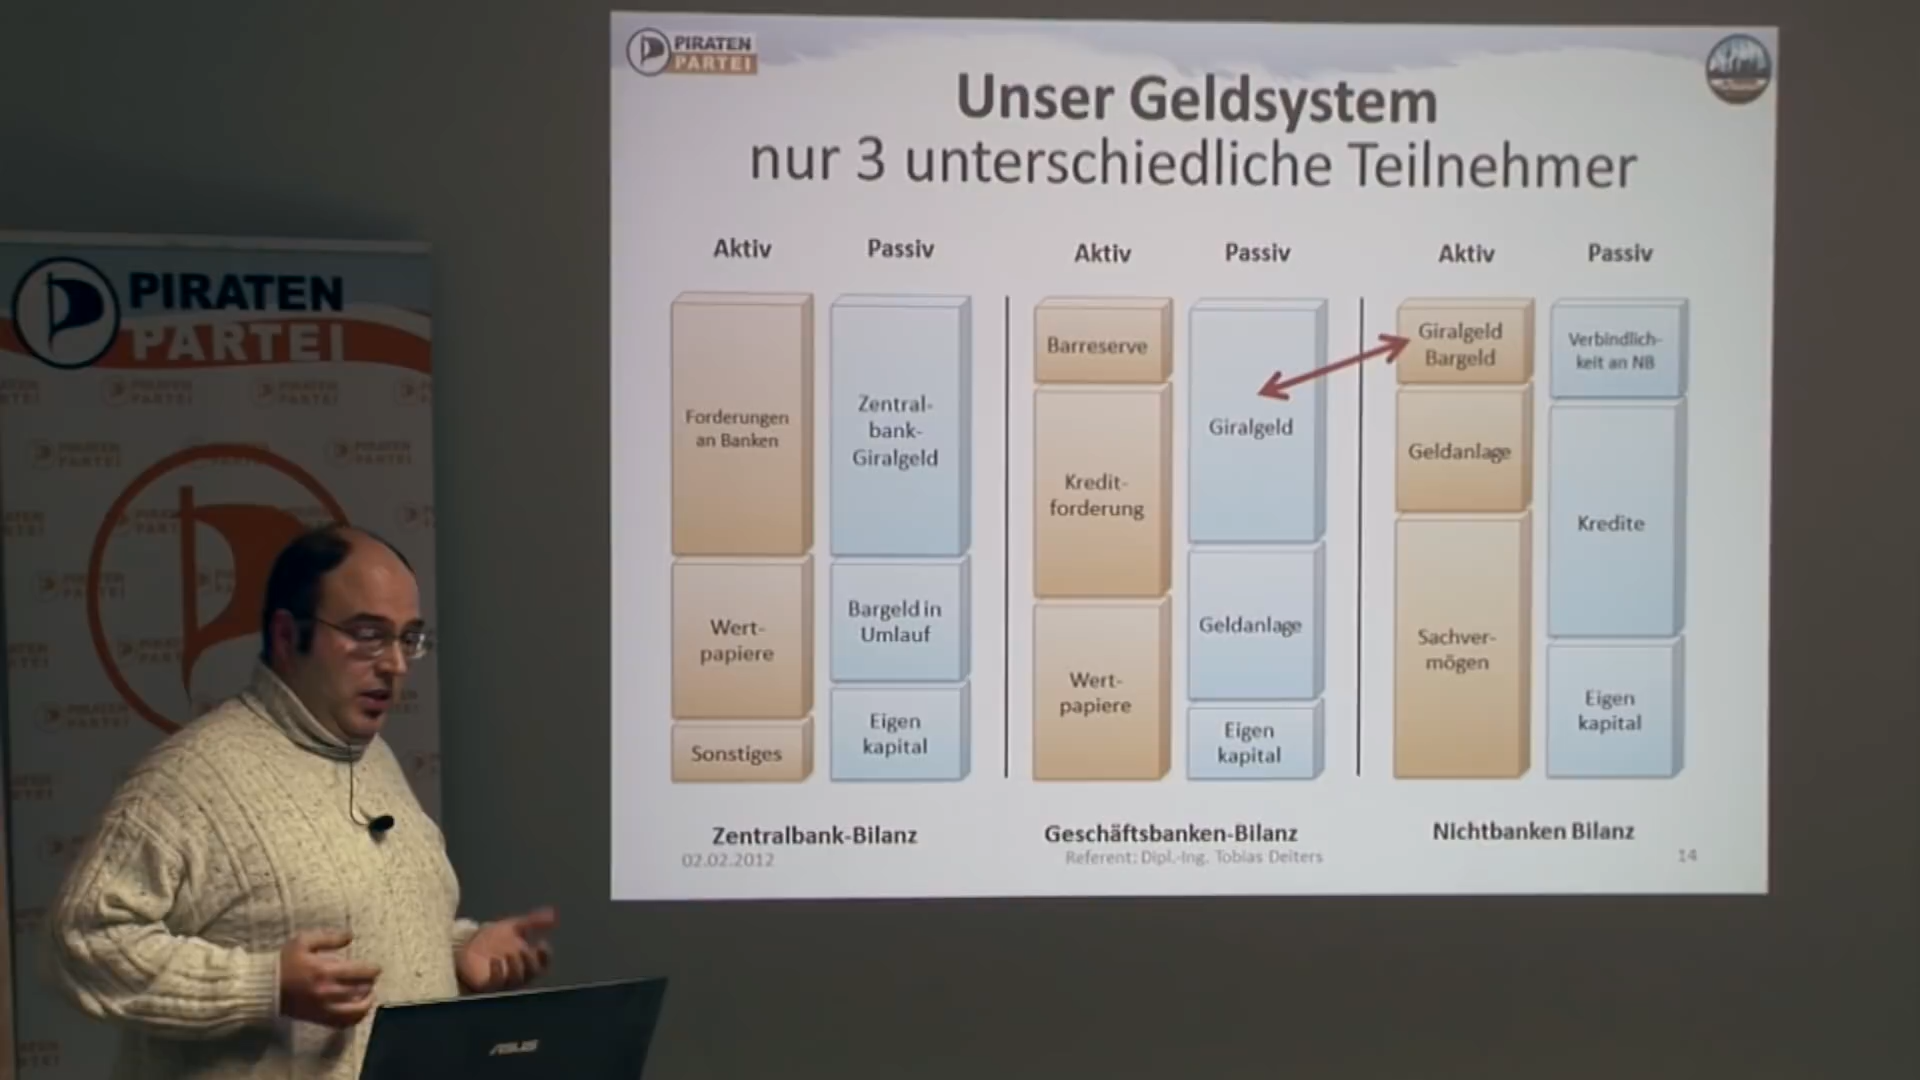 PIRATEN
PARTEI
Unser Geldsystem
nur 3 unterschiedliche Teilnehmer
Aktiv
Passiv
Aktiv
Passiv
Aktiv
Passiv
Forderungen
an Banken
Wert-
papiere
Sonstiges
Zentral-
bank-
Giralgeld
Bargeld in
Umlauf
Eigen
kapital
Barreserve
Kredit-
forderung
Wert-
papiere
Giralgeld
Geldanlage
Eigen
kapital
Giralgeld
Bargeld
Geldanlage
Sachver-
mögen
Verbindlich-
keit an NB
Kredite
Eigen
kapital
Zentralbank-Bilanz
Geschäftsbanken-Bilanz
Nichtbanken Bilanz
02.02.2012
Referent: Dipl.-Ing. Tobias Deiters
14
PIRATEN
PARTEI
ASUS